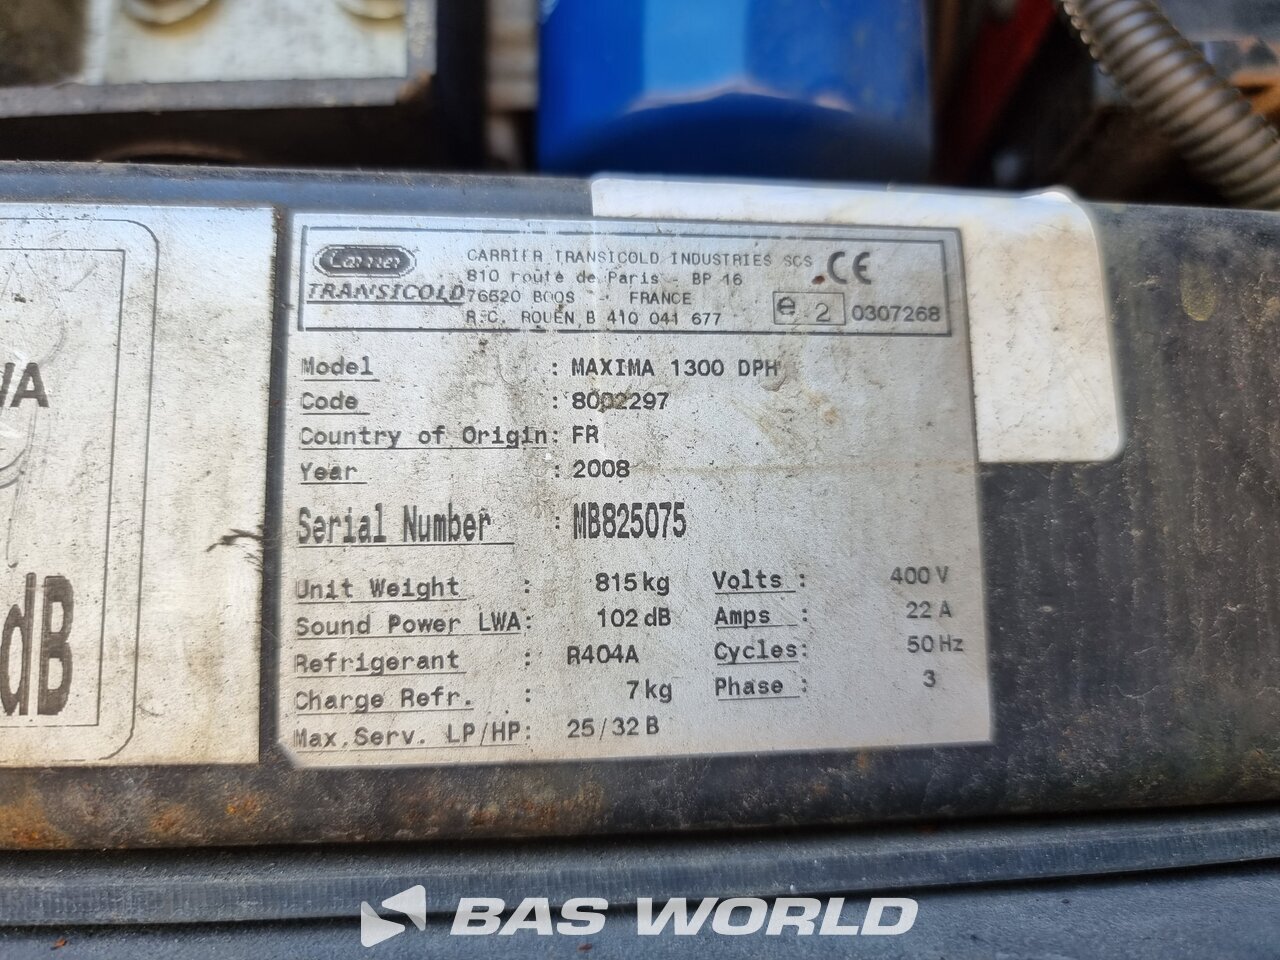 Carrier
TRANSICOLD
CARRIER TRANSICOLD INDUSTRIES SCS
810 route de Paris - BP 16
76520 BOOS - FRANCE
R.C. ROUEN B 410 041 677
CE
e 2 0307268
Model : MAXIMA 1300 DPH
Code : 8002297
Country of Origin: FR
Year : 2008
Serial Number : MB825075
Unit Weight : 815 kg Volts : 400 V
Sound Power LWA: 102 dB Amps : 22 A
Refrigerant : R404A Cycles: 50 Hz
Charge Refr. : 7 kg Phase : 3
Max.Serv. LP/HP: 25/32 B
WA
dB
BAS WORLD